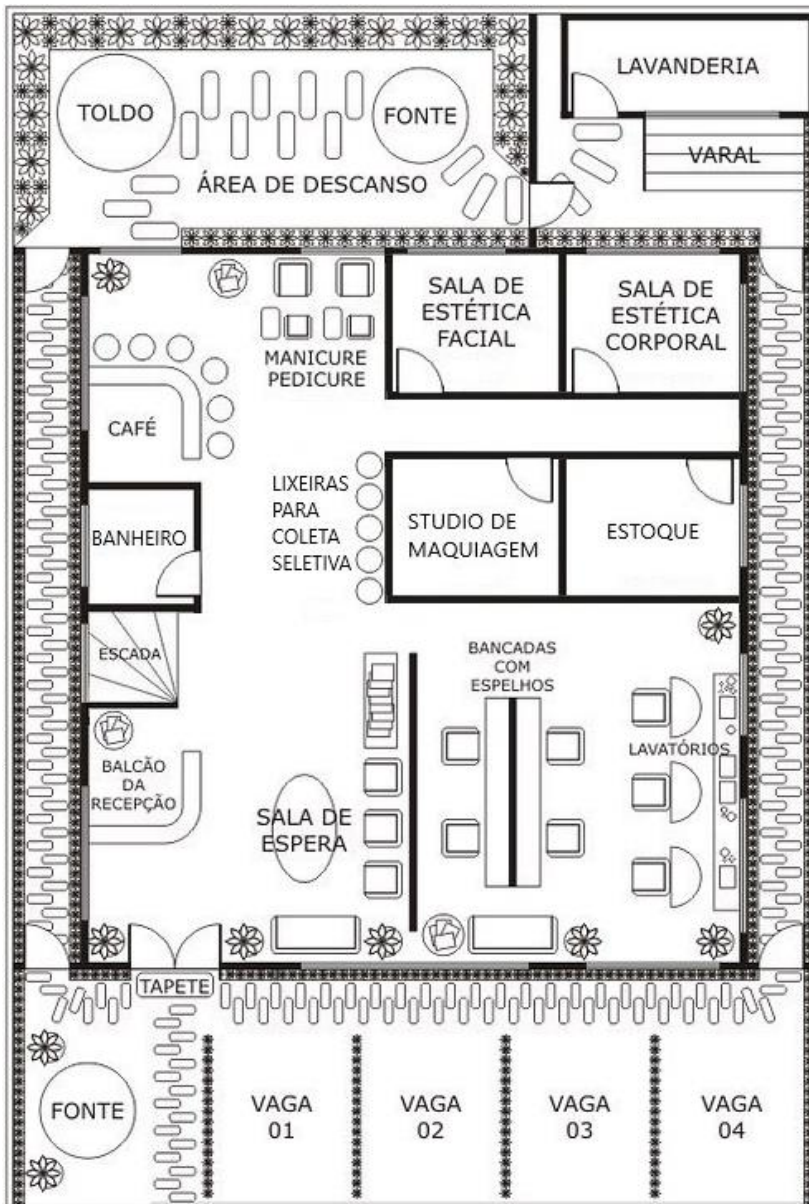 LAVANDERIA
TOLDO
FONTE
VARAL
ÁREA DE DESCANSO
SALA DE
ESTÉTICA
FACIAL
SALA DE
ESTÉTICA
CORPORAL
MANICURE
PEDICURE
CAFÉ
LIXEIRAS
PARA
COLETA
SELETIVA
STUDIO DE
MAQUIAGEM
ESTOQUE
BANHEIRO
ESCADA
BANCADAS
COM
ESPELHOS
LAVATÓRIOS
BALCÃO
DA
RECEPÇÃO
SALA DE
ESPERA
TAPETE
FONTE
VAGA
01
VAGA
02
VAGA
03
VAGA
04